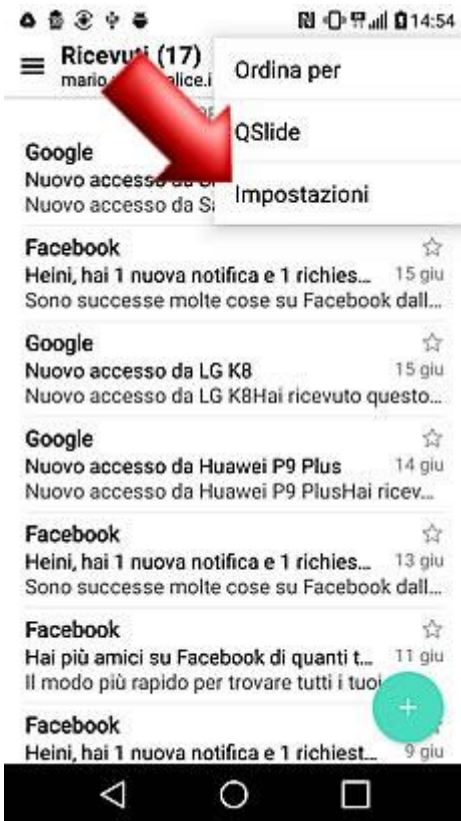 14:54
Ricevuti (17)
mario alice.i
Ordina per
QSlide
Impostazioni
Google
Nuovo accesso da
Nuovo accesso da
Facebook
Heini, hai 1 nuova notifica e 1 richies... 15 giu
Sono successe molte cose su Facebook dall...
Google
Nuovo accesso da LG K8 15 giu
Nuovo accesso da LG K8Hai ricevuto questo...
Google
Nuovo accesso da Huawei P9 Plus 14 giu
Nuovo accesso da Huawei P9 PlusHai ricev...
Facebook
Heini, hai 1 nuova notifica e 1 richies... 13 giu
Sono successe molte cose su Facebook dall...
Facebook
Hai più amici su Facebook di quanti t... 11 giu
Il modo più rapido per trovare tutti i tuoi
Facebook
Heini, hai 1 nuova notifica e 1 richiest... 9 giu